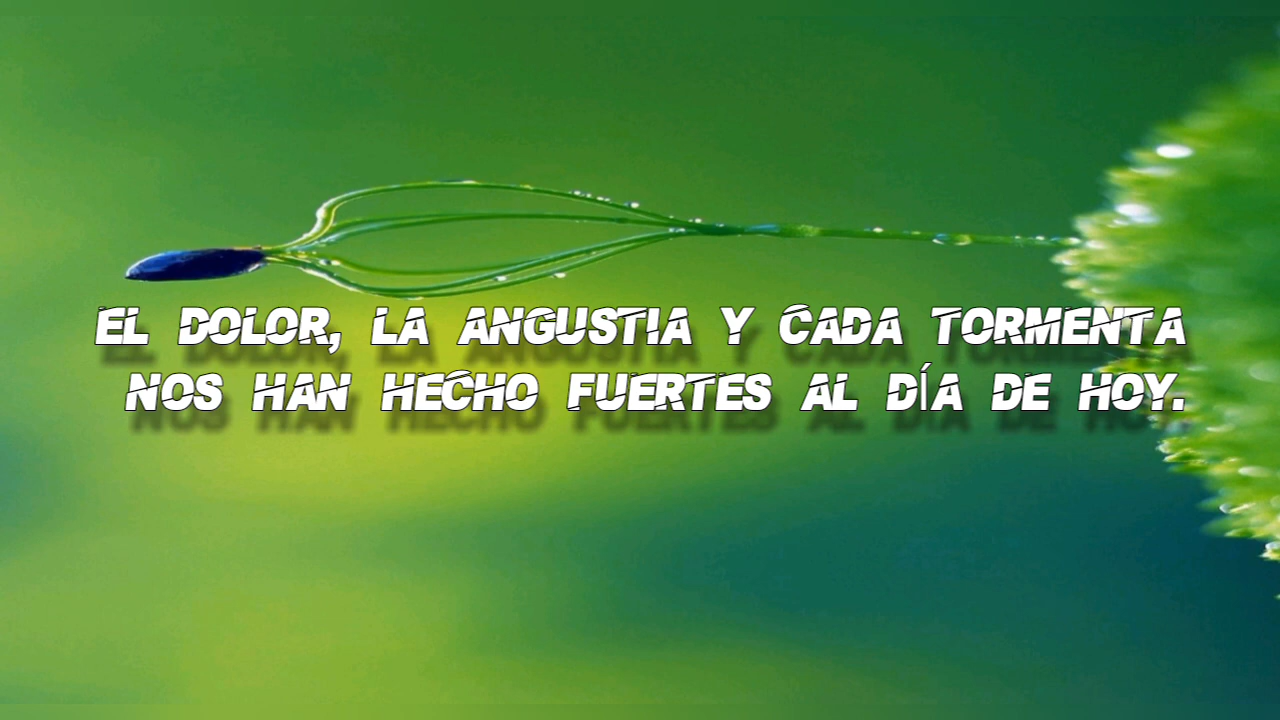 EL DOLOR, LA ANGUSTIA Y CADA TORMENTA
NOS HAN HECHO FUERTES AL DÍA DE HOY.